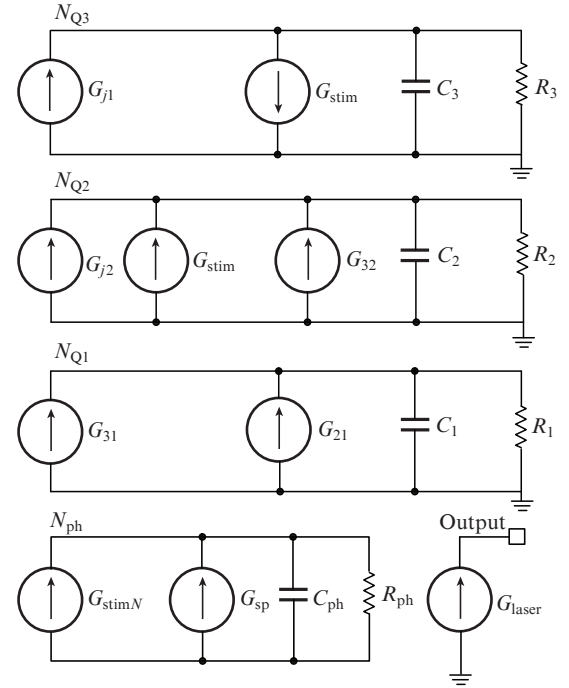 N_Q3
G_j1
G_stim
C_3
R_3
N_Q2
G_j2
G_stim
G_32
C_2
R_2
N_Q1
G_31
G_21
C_1
R_1
N_ph
Output
G_stimN
G_sp
C_ph
R_ph
G_laser